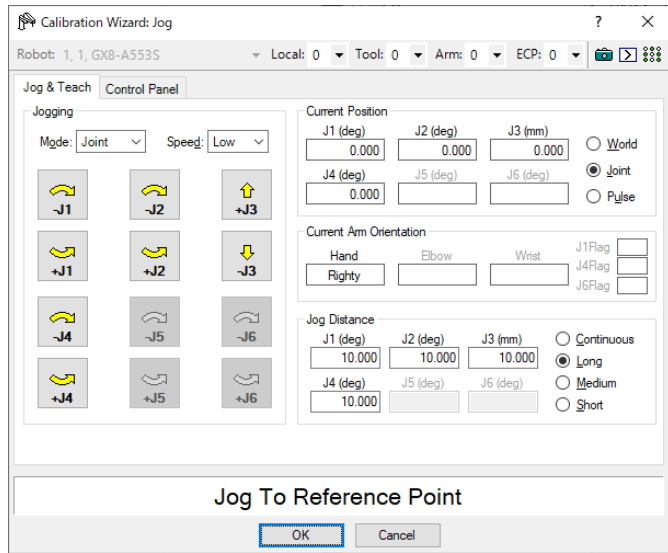 Calibration Wizard: Jog
Robot: 1, 1, GX8-A553S Local: 0 Tool: 0 Arm: 0 ECP: 0
Jog & Teach Control Panel
Jogging
Mode: Joint Speed: Low
-J1 -J2 +J3
+J1 +J2 -J3
-J4 -J5 -J6
+J4 +J5 +J6
Current Position
J1 (deg) J2 (deg) J3 (mm)
0.000 0.000 0.000
World
Joint
J4 (deg) J5 (deg) J6 (deg)
0.000
Pulse
Current Arm Orientation
Hand Elbow Wrist
Righty
J1Flag
J4Flag
J6Flag
Jog Distance
J1 (deg) J2 (deg) J3 (mm)
10.000 10.000 10.000
J4 (deg) J5 (deg) J6 (deg)
10.000
Continuous
Long
Medium
Short
Jog To Reference Point
OK Cancel